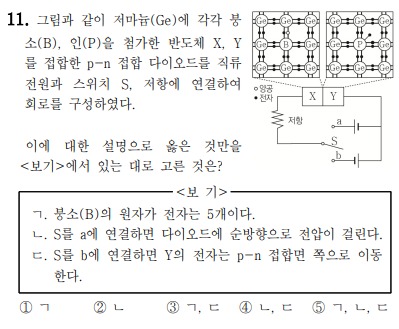 11. 그림과 같이 저마늄(Ge)에 각각 붕
소(B), 인(P)을 첨가한 반도체 X, Y
를 접합한 p-n 접합 다이오드를 직류
전원과 스위치 S, 저항에 연결하여
회로를 구성하였다.
이에 대한 설명으로 옳은 것만을
<보기>에서 있는 대로 고른 것은?
Ge Ge Ge Ge Ge Ge
Ge B Ge Ge P Ge
Ge Ge Ge Ge Ge Ge
양공
전자
X Y
저항
a
S
b
<보 기>
ㄱ. 붕소(B)의 원자가 전자는 5개이다.
ㄴ. S를 a에 연결하면 다이오드에 순방향으로 전압이 걸린다.
ㄷ. S를 b에 연결하면 Y의 전자는 p-n 접합면 쪽으로 이동
한다.
① ㄱ ② ㄴ ③ ㄱ, ㄷ ④ ㄴ, ㄷ ⑤ ㄱ, ㄴ, ㄷ